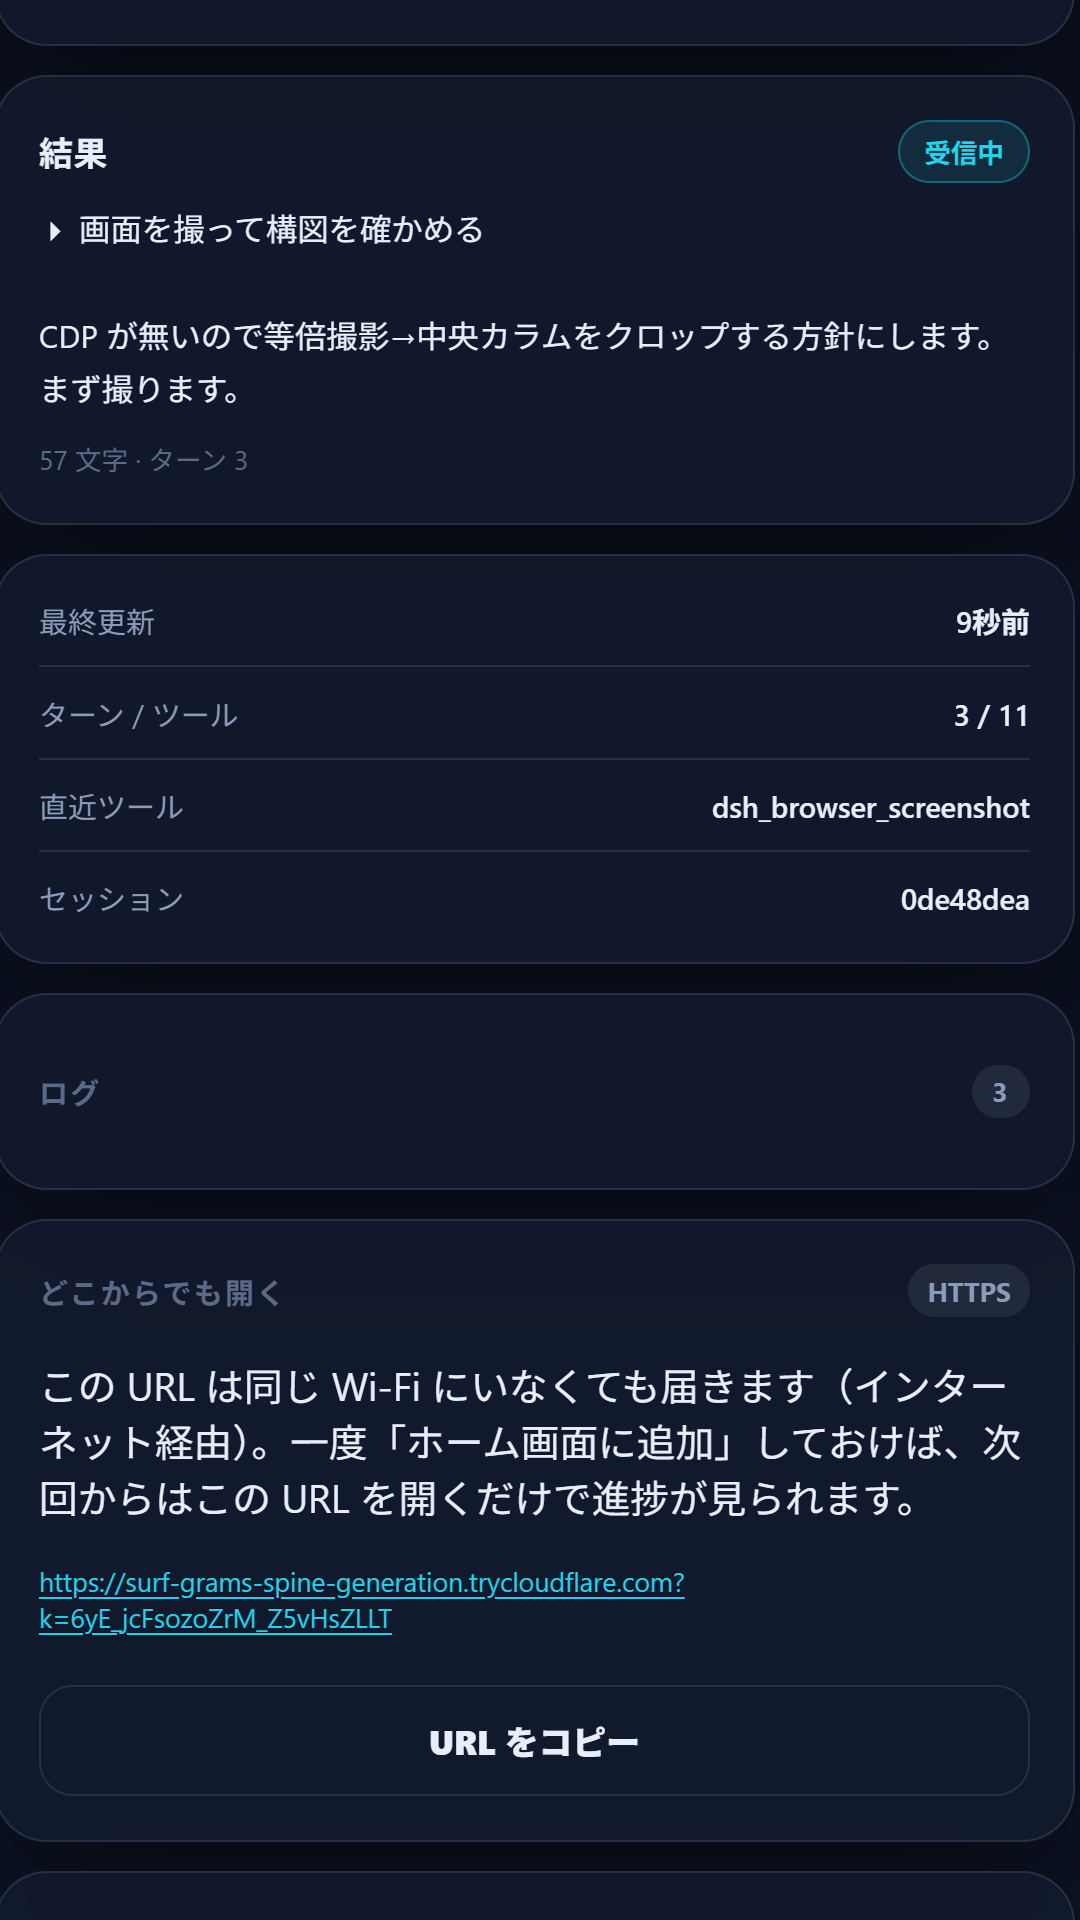 結果
受信中
画面を撮って構図を確かめる
CDP が無いので等倍撮影→中央カラムをクロップする方針にします。
まず撮ります。
57 文字 · ターン 3
最終更新
9秒前
ターン / ツール
3 / 11
直近ツール
dsh_browser_screenshot
セッション
0de48dea
ログ
3
どこからでも開く
HTTPS
この URL は同じ Wi-Fi にいなくても届きます（インター
ネット経由）。一度「ホーム画面に追加」しておけば、次
回からはこの URL を開くだけで進捗が見られます。
https://surf-grams-spine-generation.trycloudflare.com?
k=6yE_jcFsozoZrM_Z5vHsZLLT
URL をコピー